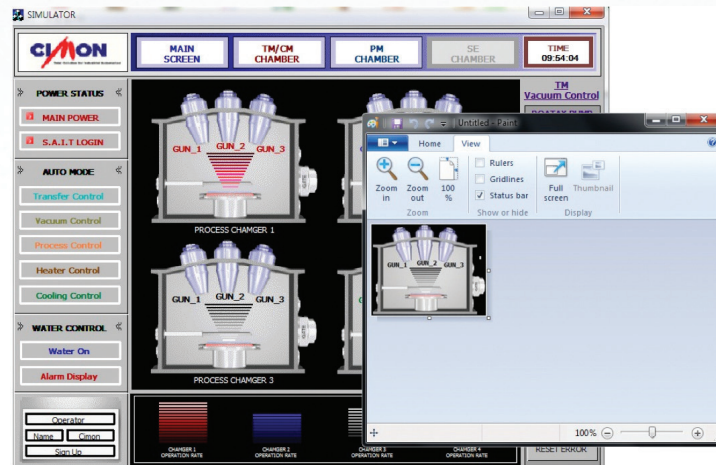 SIMULATOR
CIMON
MAIN
SCREEN
TM/CM
CHAMBER
PM
CHAMBER
SE
CHAMBER
TIME
09:54:04
» POWER STATUS «
MAIN POWER
S.A.I.T LOGIN
» AUTO MODE «
Transfer Control
Vacuum Control
Process Control
Heater Control
Cooling Control
» WATER CONTROL «
Water On
Alarm Display
Operator
Name Cimon
Sign Up
GUN_1 GUN_2 GUN_3
PROCESS CHAMGER 1
GUN_1 GUN_2 GUN_3
PROCESS CHAMGER 3
CHAMGER 1
OPERATION RATE
CHAMGER 2
OPERATION RATE
CHAMGER 4
OPERATION RATE
TM
Vacuum Control
RESET ERROR
Untitled - Paint
Home View
Zoom
in
Zoom
out
100
%
Rulers
Gridlines
Status bar
Full
screen
Thumbnail
Zoom Show or hide Display
GUN_1 GUN_2 GUN_3
100%